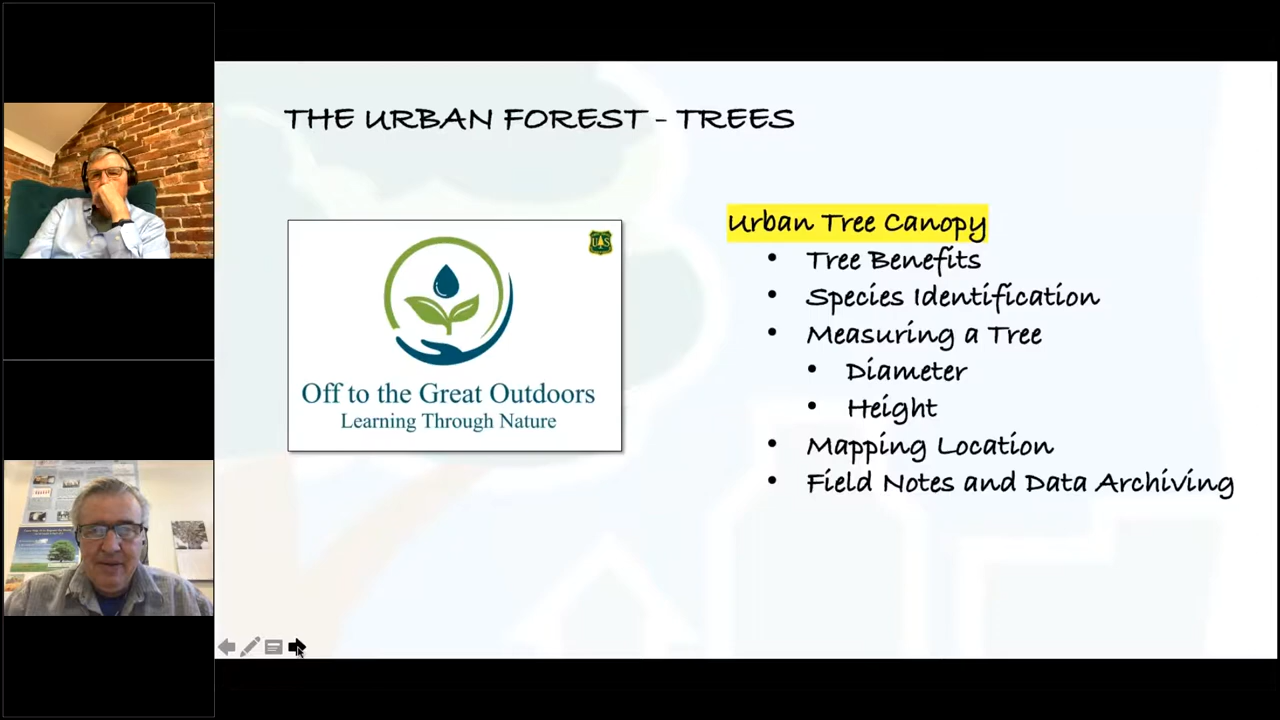 THE URBAN FOREST - TREES
US
Off to the Great Outdoors
Learning Through Nature
Urban Tree Canopy
• Tree Benefits
• Species Identification
• Measuring a Tree
• Diameter
• Height
• Mapping Location
• Field Notes and Data Archiving